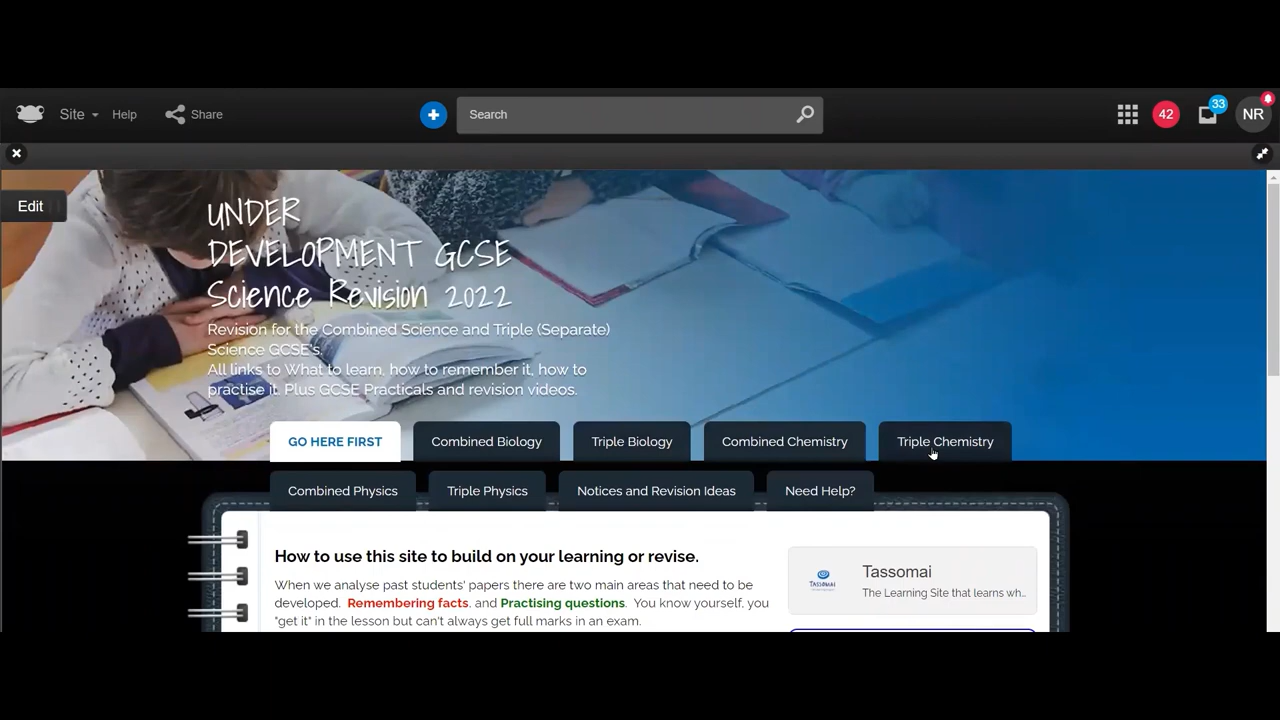 Site
Help
Share
Search
42
33
NR
Edit
UNDER
DEVELOPMENT GCSE
Science Revision 2022
Revision for the Combined Science and Triple (Separate)
Science GCSE's.
All links to What to learn, how to remember it, how to
practise it. Plus GCSE Practicals and revision videos.
GO HERE FIRST
Combined Biology
Triple Biology
Combined Chemistry
Triple Chemistry
Combined Physics
Triple Physics
Notices and Revision Ideas
Need Help?
How to use this site to build on your learning or revise.
When we analyse past students' papers there are two main areas that need to be
developed. Remembering facts. and Practising questions. You know yourself, you
"get it" in the lesson but can't always get full marks in an exam.
TASSOMAI
Tassomai
The Learning Site that learns wh...